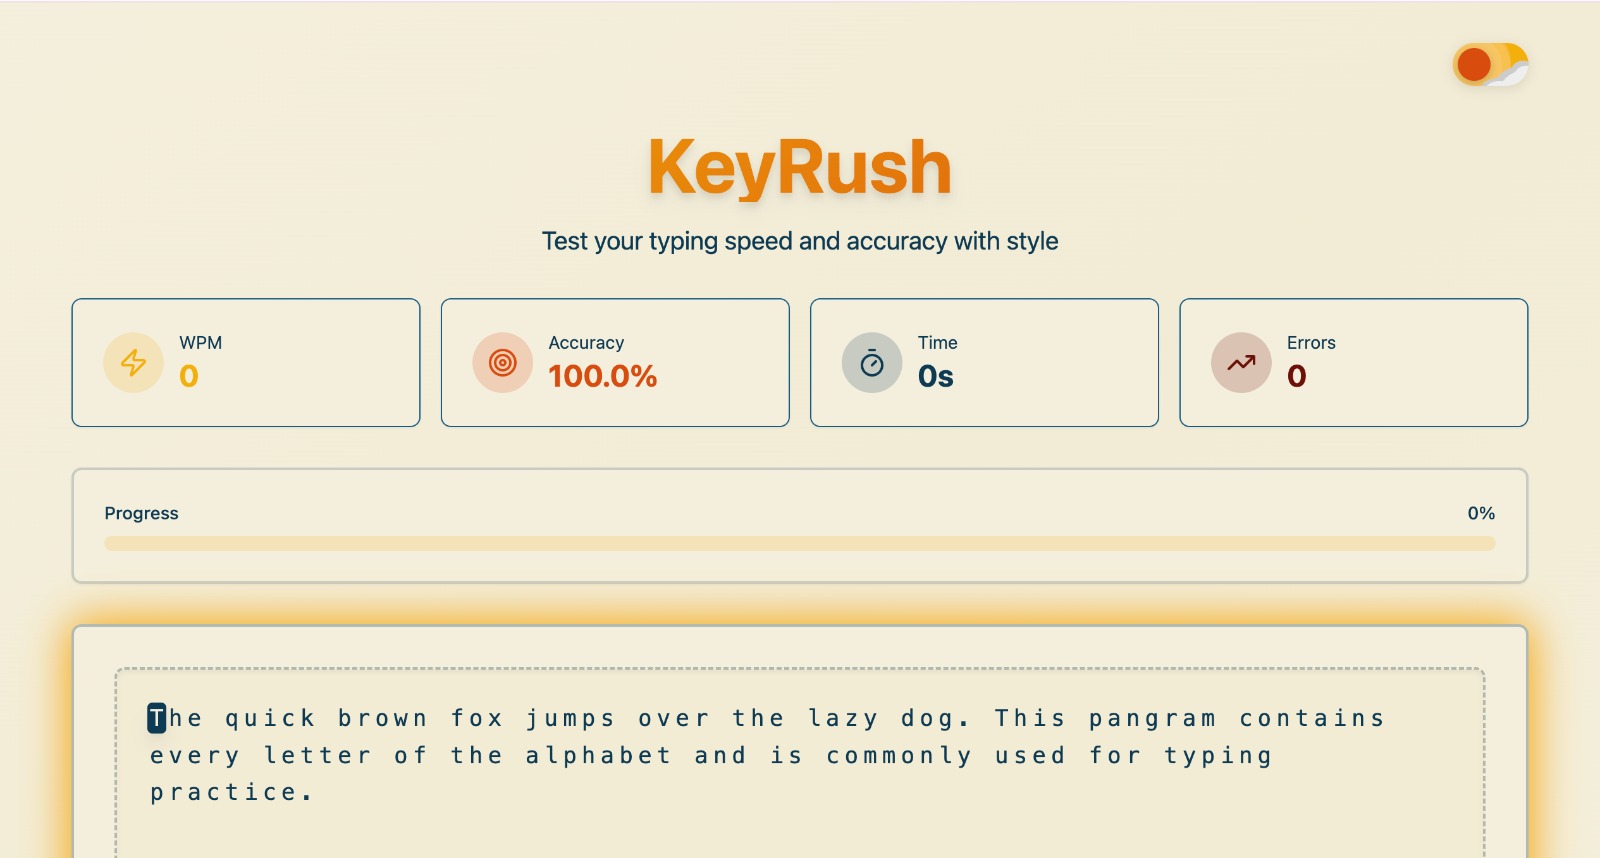 KeyRush
Test your typing speed and accuracy with style
WPM
0
Accuracy
100.0%
Time
0s
Errors
0
Progress
0%
The quick brown fox jumps over the lazy dog. This pangram contains
every letter of the alphabet and is commonly used for typing
practice.